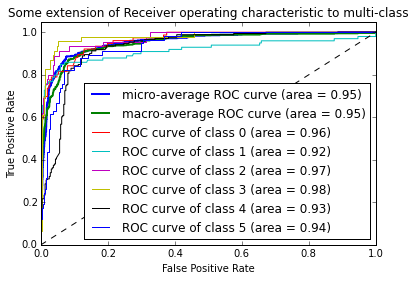 Some extension of Receiver operating characteristic to multi-class
1.0
0.8
0.6
0.4
0.2
0.0
True Positive Rate
micro-average ROC curve (area = 0.95)
macro-average ROC curve (area = 0.95)
ROC curve of class 0 (area = 0.96)
ROC curve of class 1 (area = 0.92)
ROC curve of class 2 (area = 0.97)
ROC curve of class 3 (area = 0.98)
ROC curve of class 4 (area = 0.93)
ROC curve of class 5 (area = 0.94)
0.0 0.2 0.4 0.6 0.8 1.0
False Positive Rate